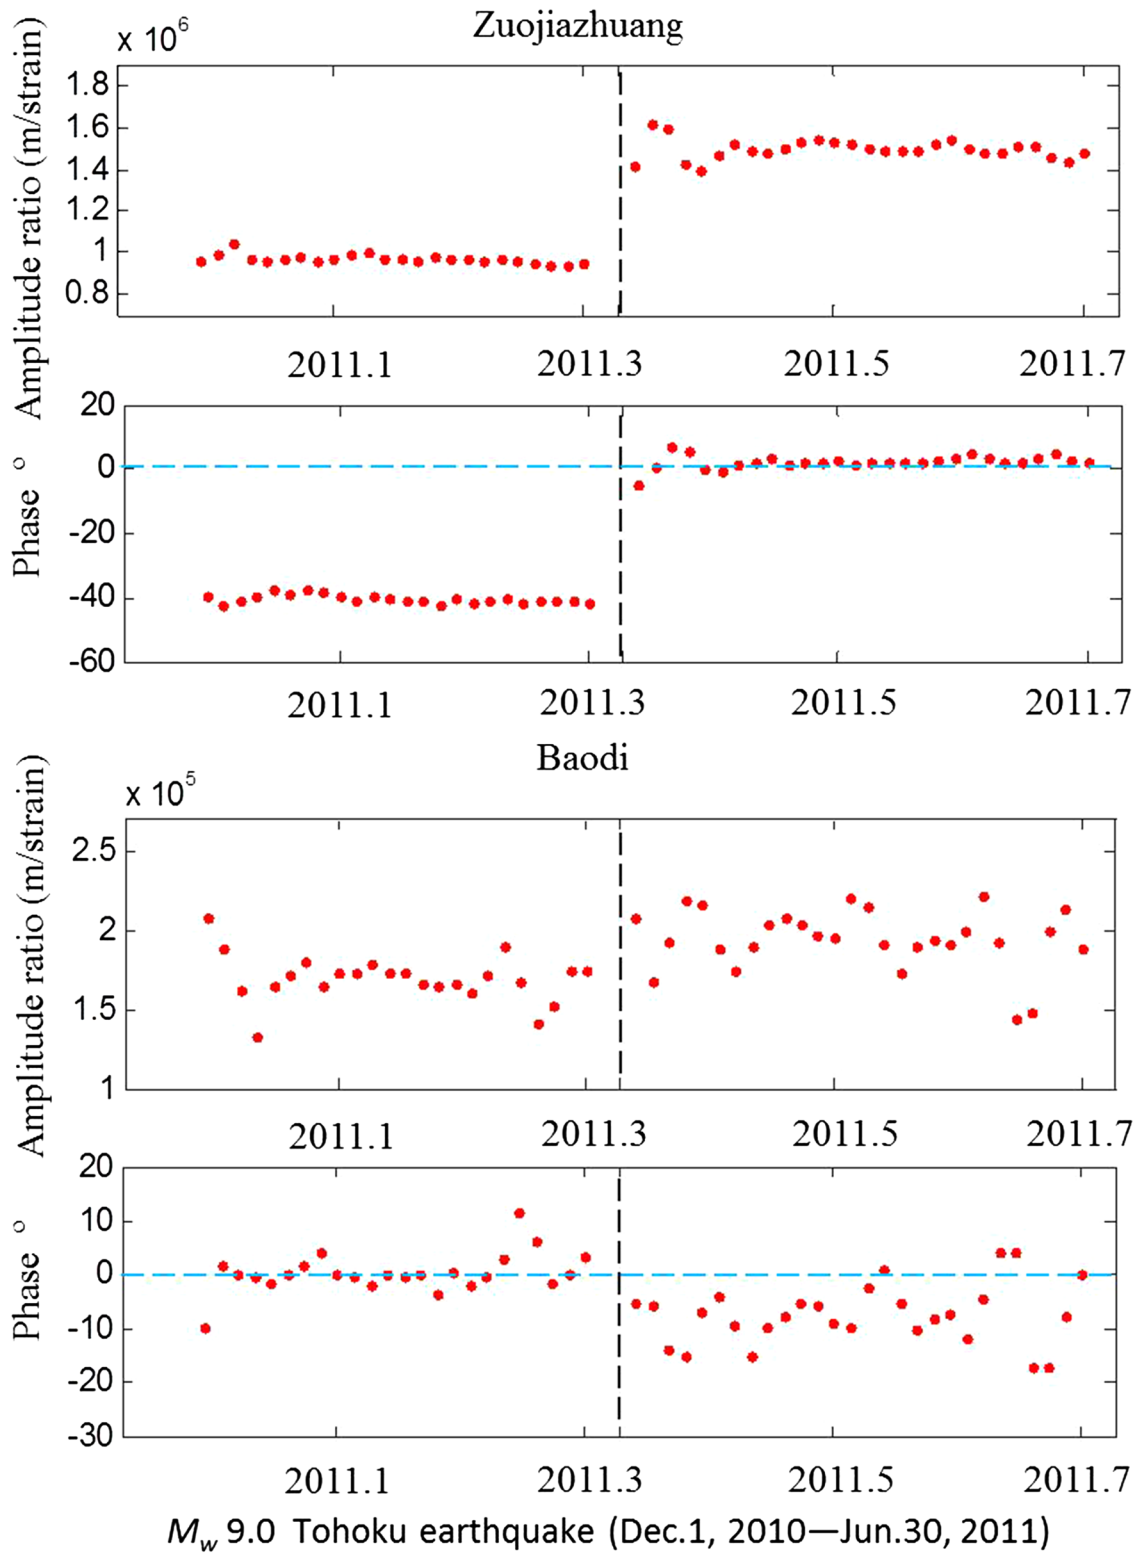 Zuojiazhuang
x 10^6
Amplitude ratio (m/strain)
1.8
1.6
1.4
1.2
1
0.8
2011.1 2011.3 2011.5 2011.7
Phase °
20
0
-20
-40
-60
2011.1 2011.3 2011.5 2011.7
Baodi
x 10^5
Amplitude ratio (m/strain)
2.5
2
1.5
1
2011.1 2011.3 2011.5 2011.7
Phase °
20
10
0
-10
-20
-30
2011.1 2011.3 2011.5 2011.7
Mw 9.0 Tohoku earthquake (Dec.1, 2010—Jun.30, 2011)